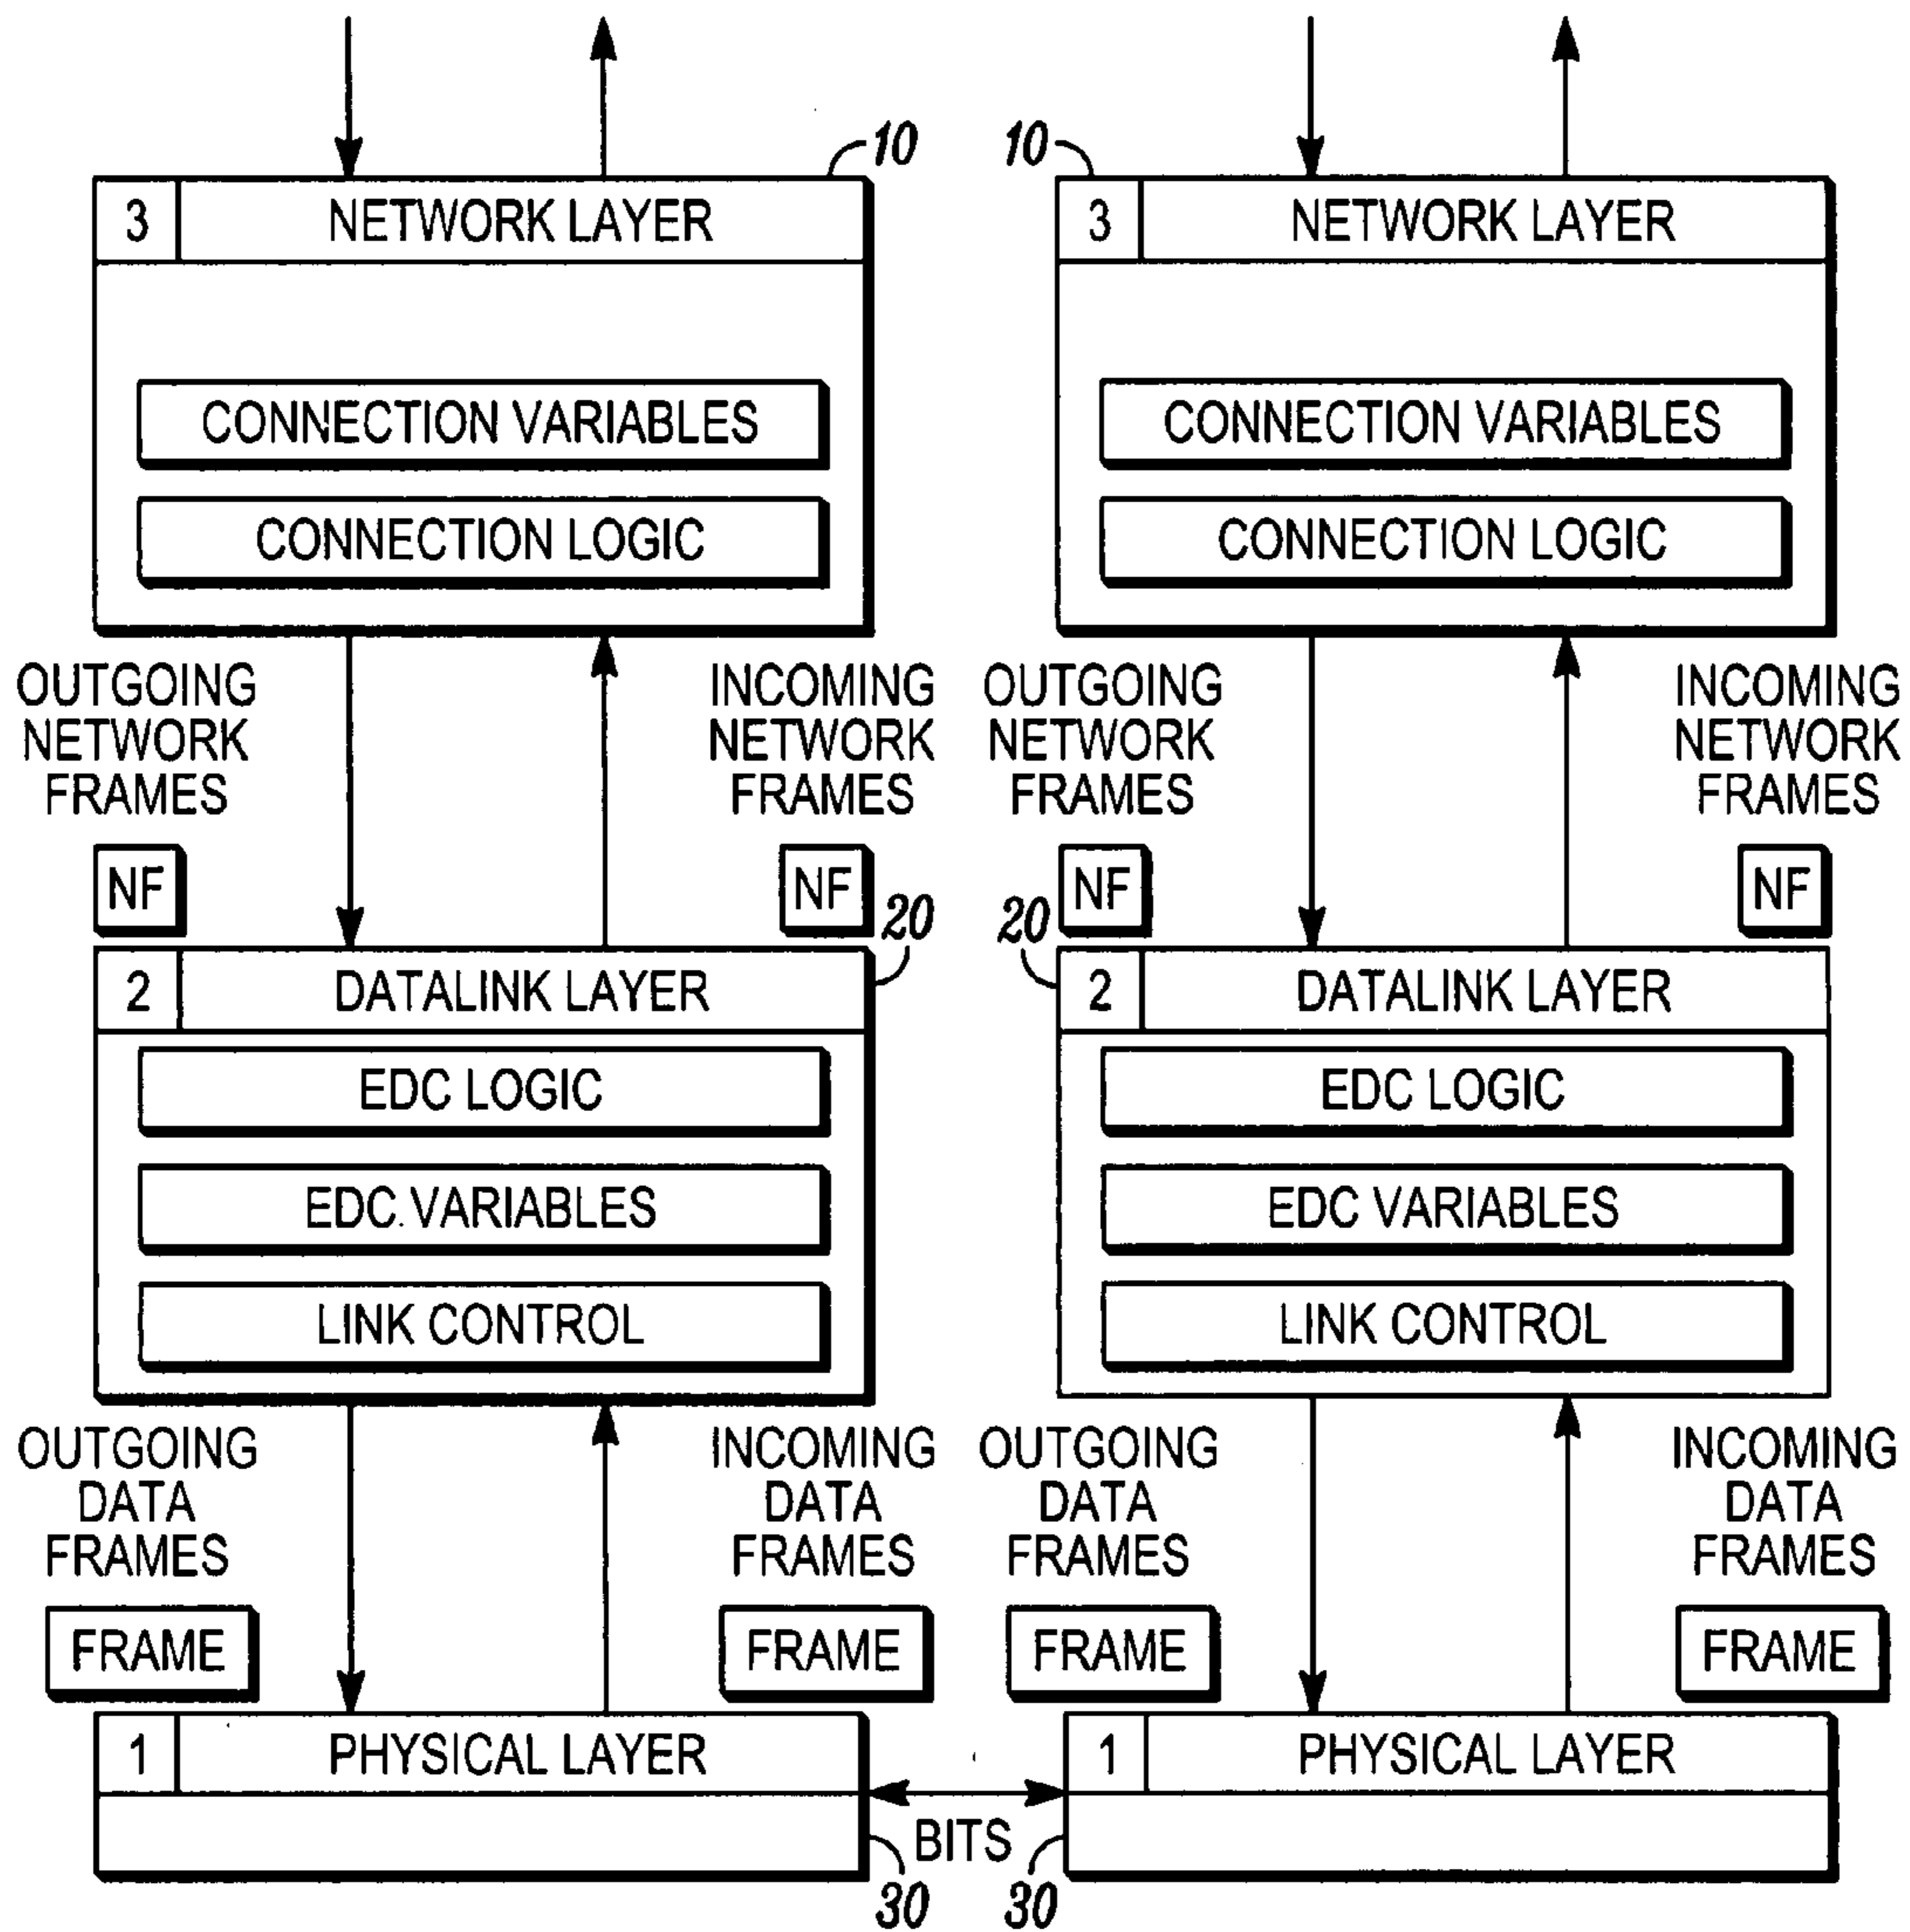 10 10
3 NETWORK LAYER 3 NETWORK LAYER
CONNECTION VARIABLES CONNECTION VARIABLES
CONNECTION LOGIC CONNECTION LOGIC
OUTGOING INCOMING OUTGOING INCOMING
NETWORK NETWORK NETWORK NETWORK
FRAMES FRAMES FRAMES FRAMES
NF NF NF NF
20 20
2 DATALINK LAYER 2 DATALINK LAYER
EDC LOGIC EDC LOGIC
EDC VARIABLES EDC VARIABLES
LINK CONTROL LINK CONTROL
OUTGOING INCOMING OUTGOING INCOMING
DATA DATA DATA DATA
FRAMES FRAMES FRAMES FRAMES
FRAME FRAME FRAME FRAME
1 PHYSICAL LAYER 1 PHYSICAL LAYER
BITS
30 30